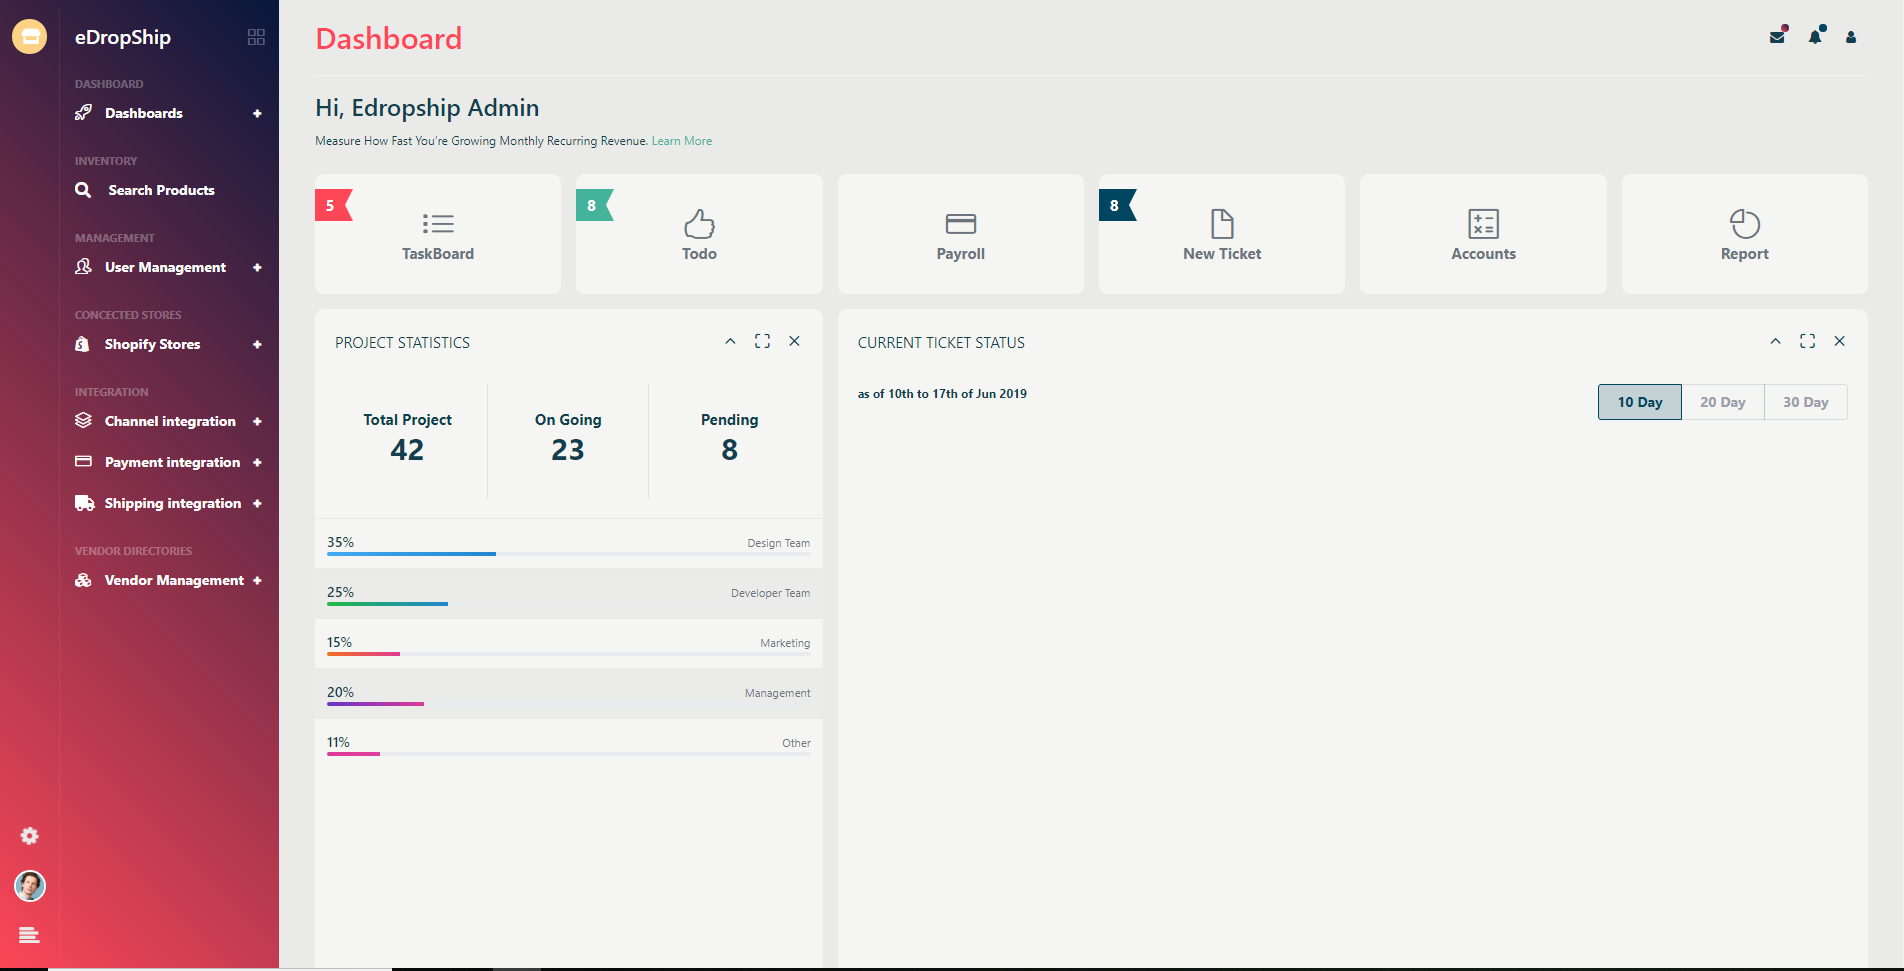 eDropShip
DASHBOARD
Dashboards
INVENTORY
Search Products
MANAGEMENT
User Management
CONCECTED STORES
Shopify Stores
INTEGRATION
Channel integration
Payment integration
Shipping integration
VENDOR DIRECTORIES
Vendor Management
Dashboard
Hi, Edropship Admin
Measure How Fast You're Growing Monthly Recurring Revenue. Learn More
5
TaskBoard
8
Todo
Payroll
8
New Ticket
Accounts
Report
PROJECT STATISTICS
Total Project
42
On Going
23
Pending
8
35% Design Team
25% Developer Team
15% Marketing
20% Management
11% Other
CURRENT TICKET STATUS
as of 10th to 17th of Jun 2019
10 Day 20 Day 30 Day